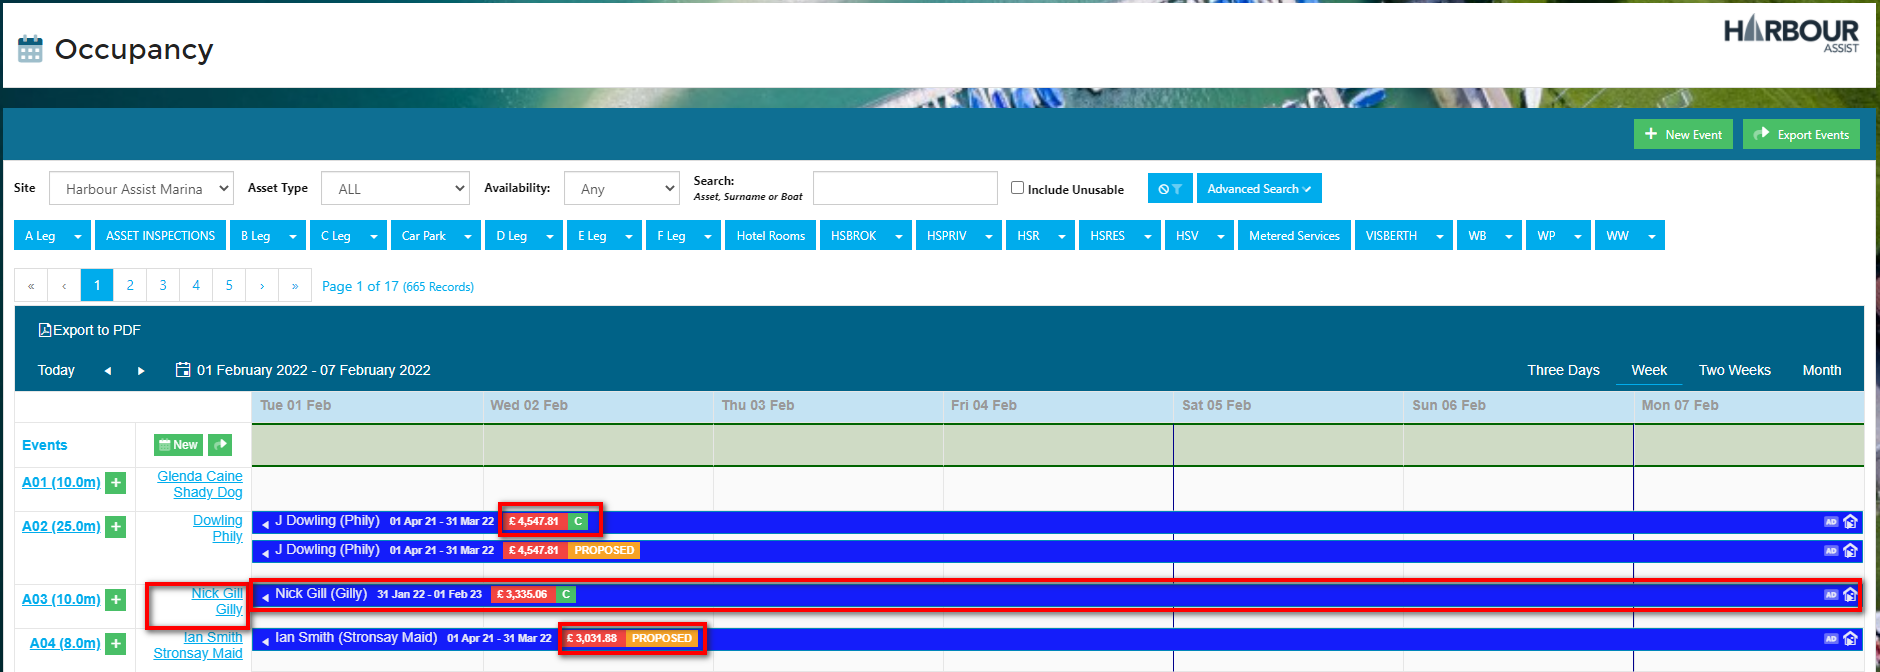 Occupancy
HARBOUR
ASSIST
New Event
Export Events
Site
Harbour Assist Marina
Asset Type
ALL
Availability:
Any
Search:
Asset, Surname or Boat
Include Unusable
Advanced Search
A Leg
ASSET INSPECTIONS
B Leg
C Leg
Car Park
D Leg
E Leg
F Leg
Hotel Rooms
HSBROK
HSPRIV
HSR
HSRES
HSV
Metered Services
VISBERTH
WB
WP
WW
« ‹ 1 2 3 4 5 › » Page 1 of 17 (665 Records)
Export to PDF
Today
01 February 2022 - 07 February 2022
Three Days
Week
Two Weeks
Month
Tue 01 Feb
Wed 02 Feb
Thu 03 Feb
Fri 04 Feb
Sat 05 Feb
Sun 06 Feb
Mon 07 Feb
Events
New
A01 (10.0m) +
Glenda Caine
Shady Dog
A02 (25.0m) +
Dowling
Phily
J Dowling (Phily) 01 Apr 21 - 31 Mar 22 £ 4,547.81 C AD
J Dowling (Phily) 01 Apr 21 - 31 Mar 22 £ 4,547.81 PROPOSED AD
A03 (10.0m) +
Nick Gill
Gilly
Nick Gill (Gilly) 31 Jan 22 - 01 Feb 23 £ 3,335.06 C AD
A04 (8.0m) +
Ian Smith
Stronsay Maid
Ian Smith (Stronsay Maid) 01 Apr 21 - 31 Mar 22 £ 3,031.88 PROPOSED AD